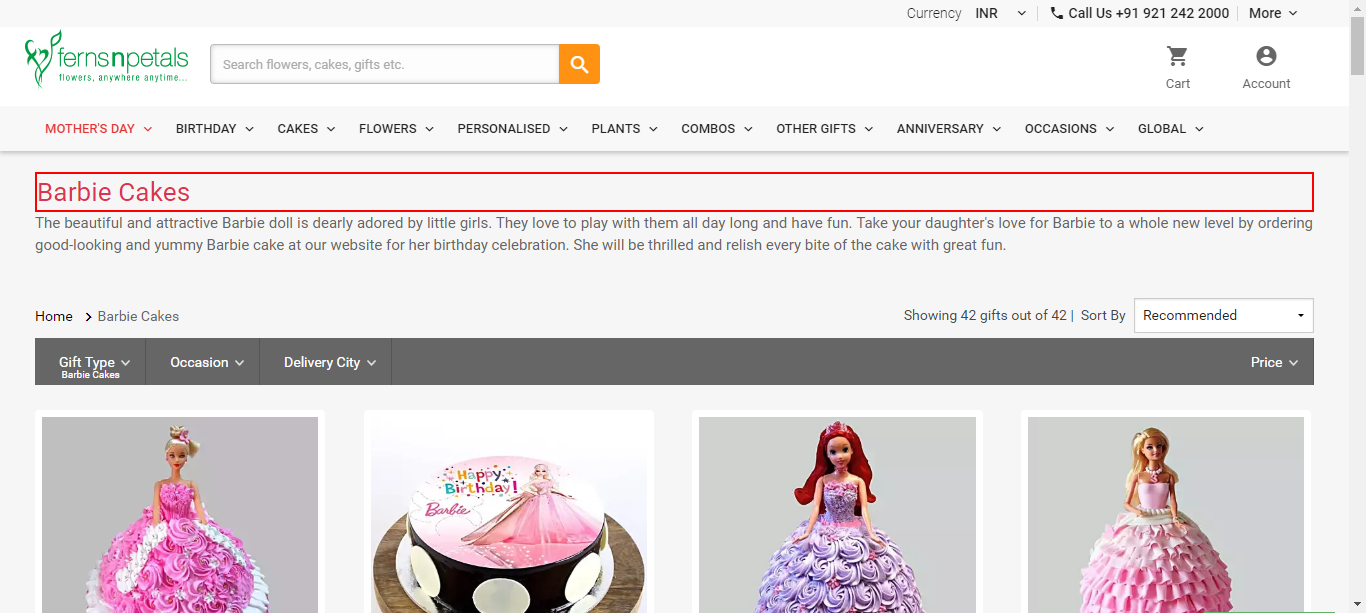 Currency INR Call Us +91 921 242 2000 More
fernsnpetals
flowers, anywhere anytime...
Search flowers, cakes, gifts etc.
Cart
Account
MOTHER'S DAY BIRTHDAY CAKES FLOWERS PERSONALISED PLANTS COMBOS OTHER GIFTS ANNIVERSARY OCCASIONS GLOBAL
Barbie Cakes
The beautiful and attractive Barbie doll is dearly adored by little girls. They love to play with them all day long and have fun. Take your daughter's love for Barbie to a whole new level by ordering
good-looking and yummy Barbie cake at our website for her birthday celebration. She will be thrilled and relish every bite of the cake with great fun.
Home Barbie Cakes
Showing 42 gifts out of 42 | Sort By Recommended
Gift Type Occasion Delivery City Price
Barbie Cakes
Happy
Birthday!
Barbie